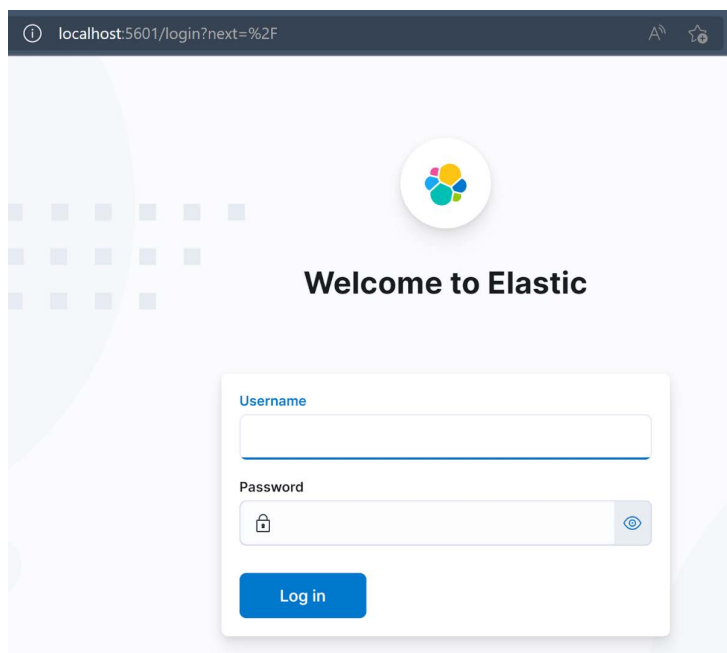 localhost:5601/login?next=%2F
Welcome to Elastic
Username
Password
Log in